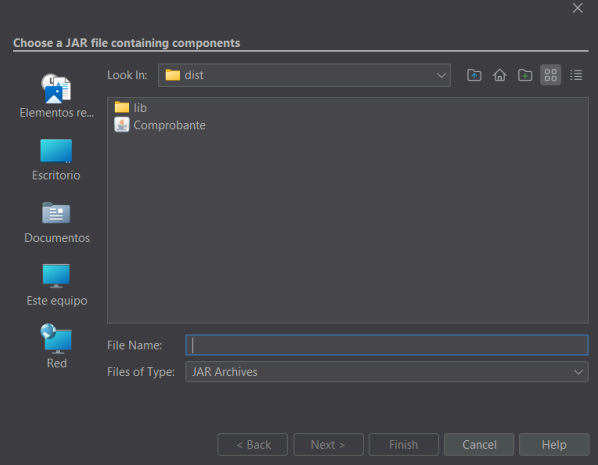 Choose a JAR file containing components
Look In: dist
Elementos re...
Escritorio
Documentos
Este equipo
Red
lib
Comprobante
File Name:
Files of Type: JAR Archives
< Back Next > Finish Cancel Help